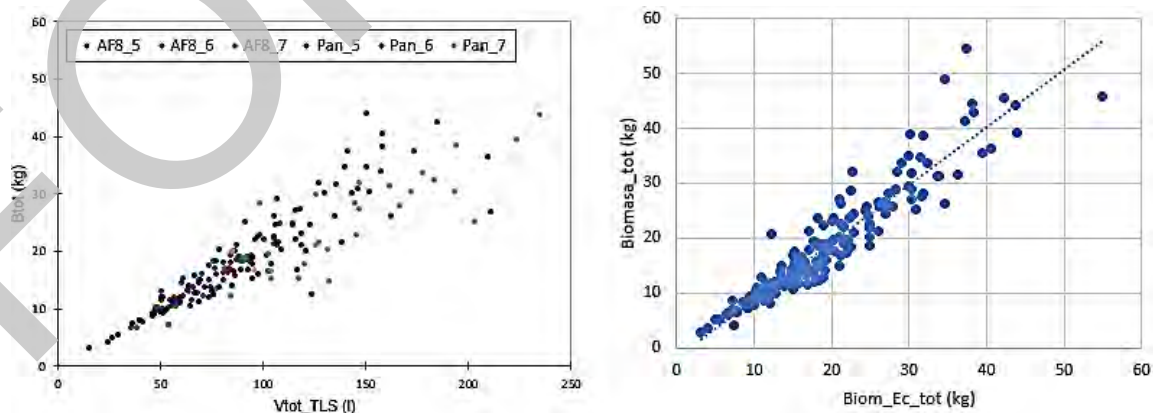 60
50
40
30
20
10
0
Btot (kg)
AF8_5 AF8_6 AF8_7 Pan_5 Pan_6 Pan_7
0 50 100 150 200 250
Vtot_TLS (l)
60
50
40
30
20
10
0
Biomasa_tot (kg)
0 10 20 30 40 50 60
Biom_Ec_tot (kg)